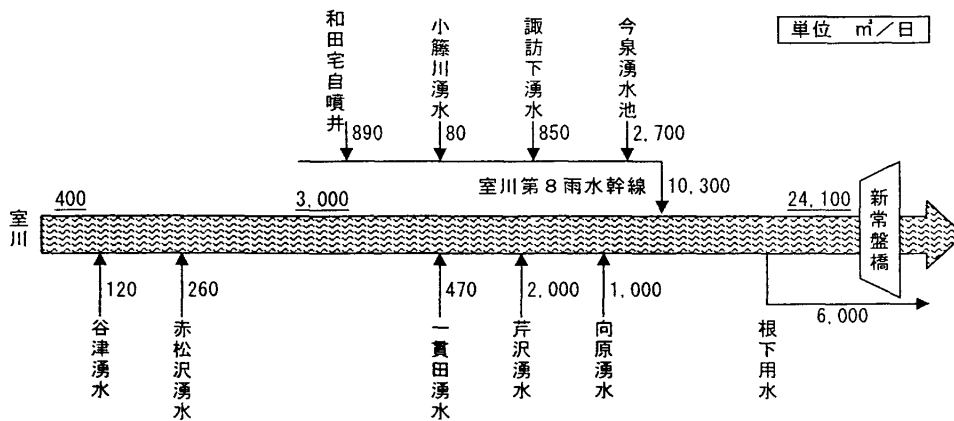 単位 ㎥/日
和田宅自噴井
小藤川湧水
諏訪下湧水
今泉湧水池
890
80
850
2,700
室川第8雨水幹線
10,300
400
3,000
24,100
室川
新常盤橋
120
260
470
2,000
1,000
6,000
谷津湧水
赤松沢湧水
一貫田湧水
芹沢湧水
向原湧水
根下用水